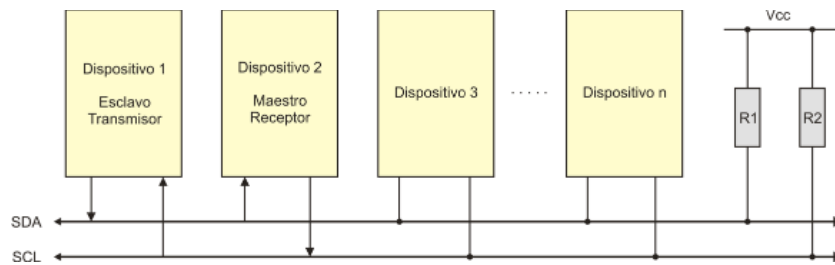 Vcc
Dispositivo 1
Esclavo
Transmisor
Dispositivo 2
Maestro
Receptor
Dispositivo 3
.....
Dispositivo n
R1
R2
SDA
SCL